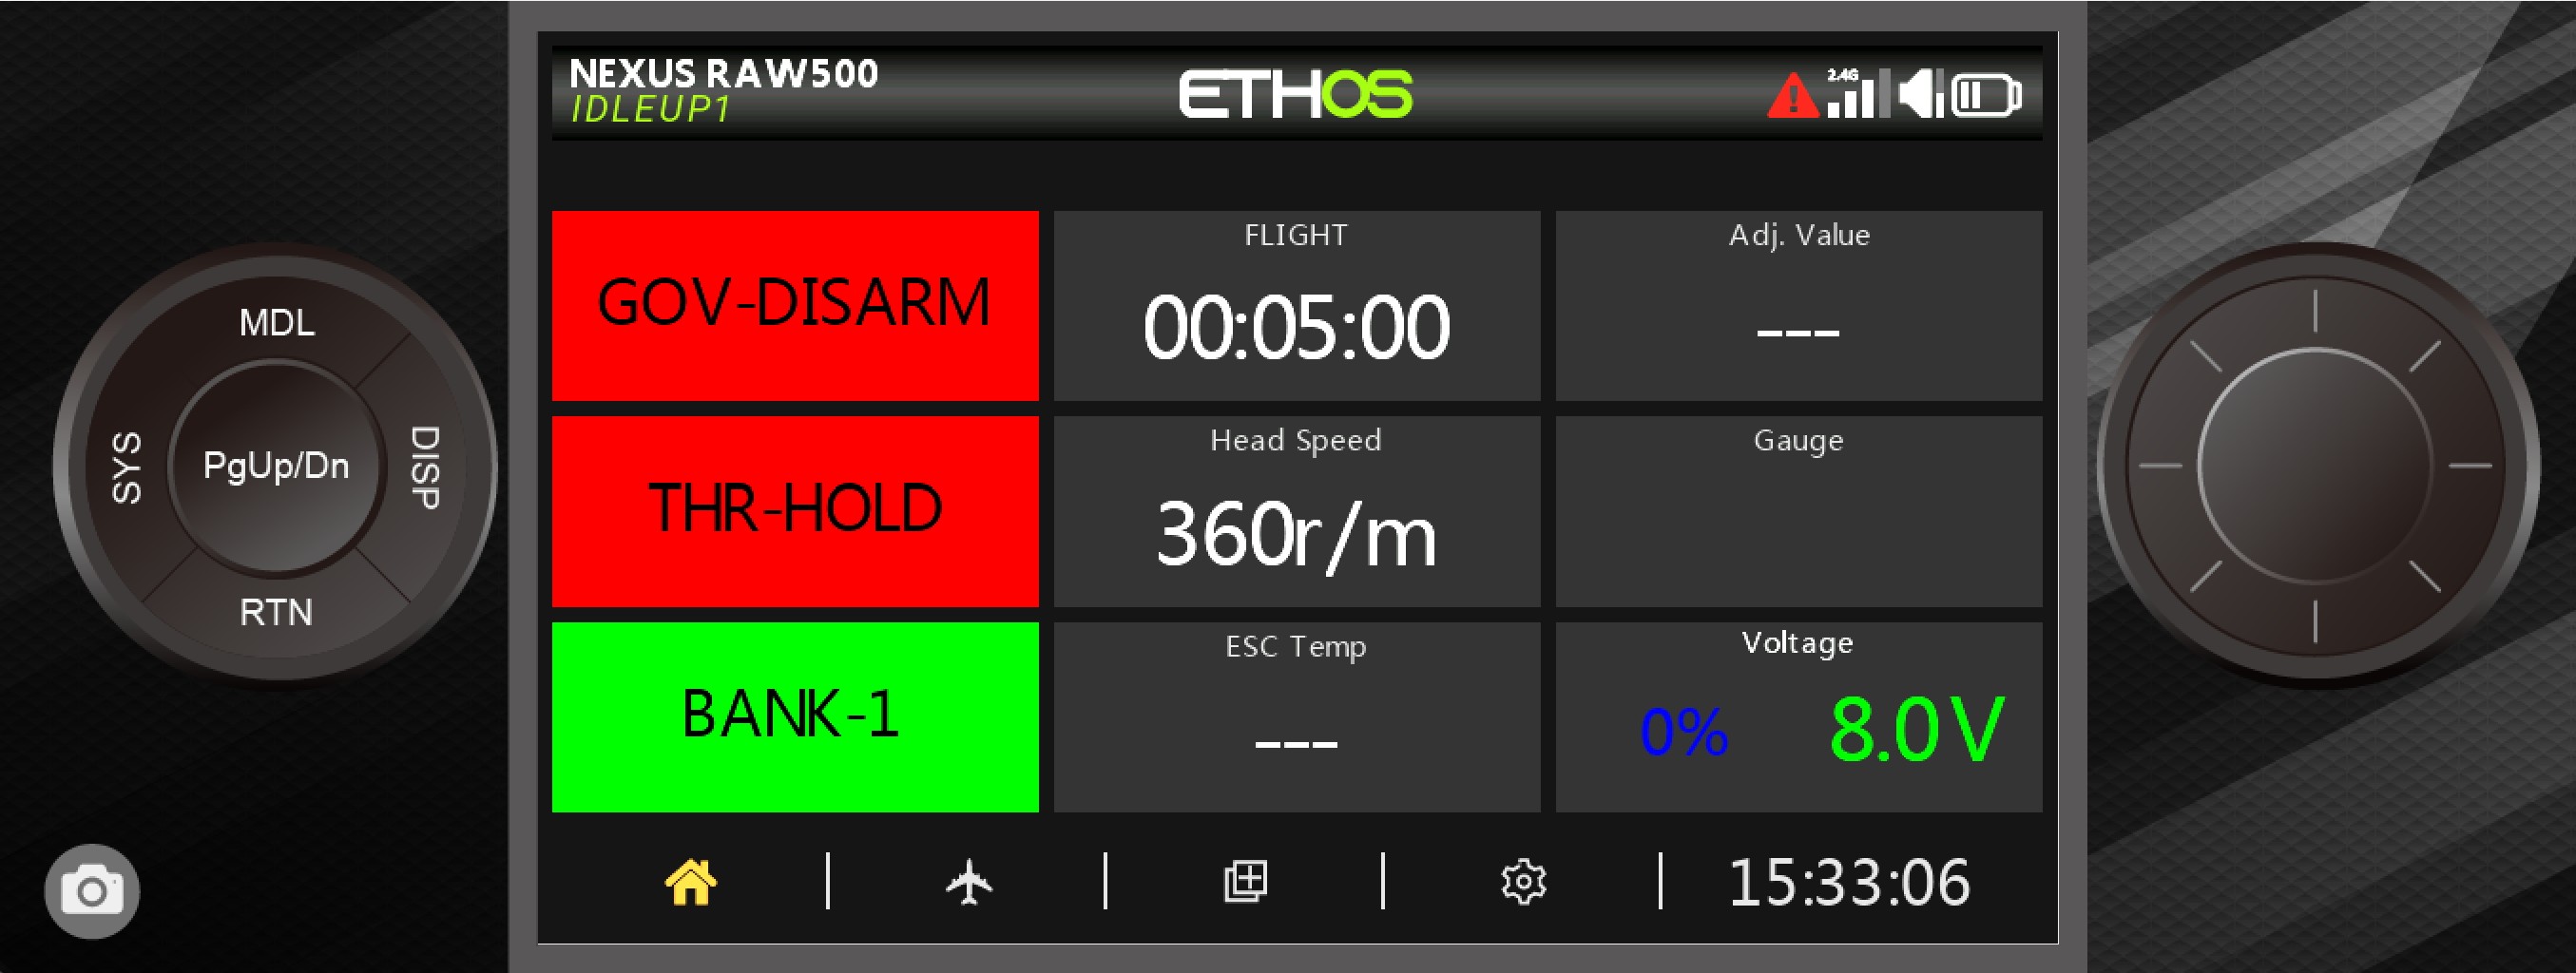 NEXUS RAW500
IDLEUP1
ETHOS
2.4G
MDL
SYS
PgUp/Dn
DISP
RTN
GOV-DISARM
FLIGHT
00:05:00
Adj. Value
---
THR-HOLD
Head Speed
360r/m
Gauge
BANK-1
ESC Temp
---
Voltage
0% 8.0V
15:33:06